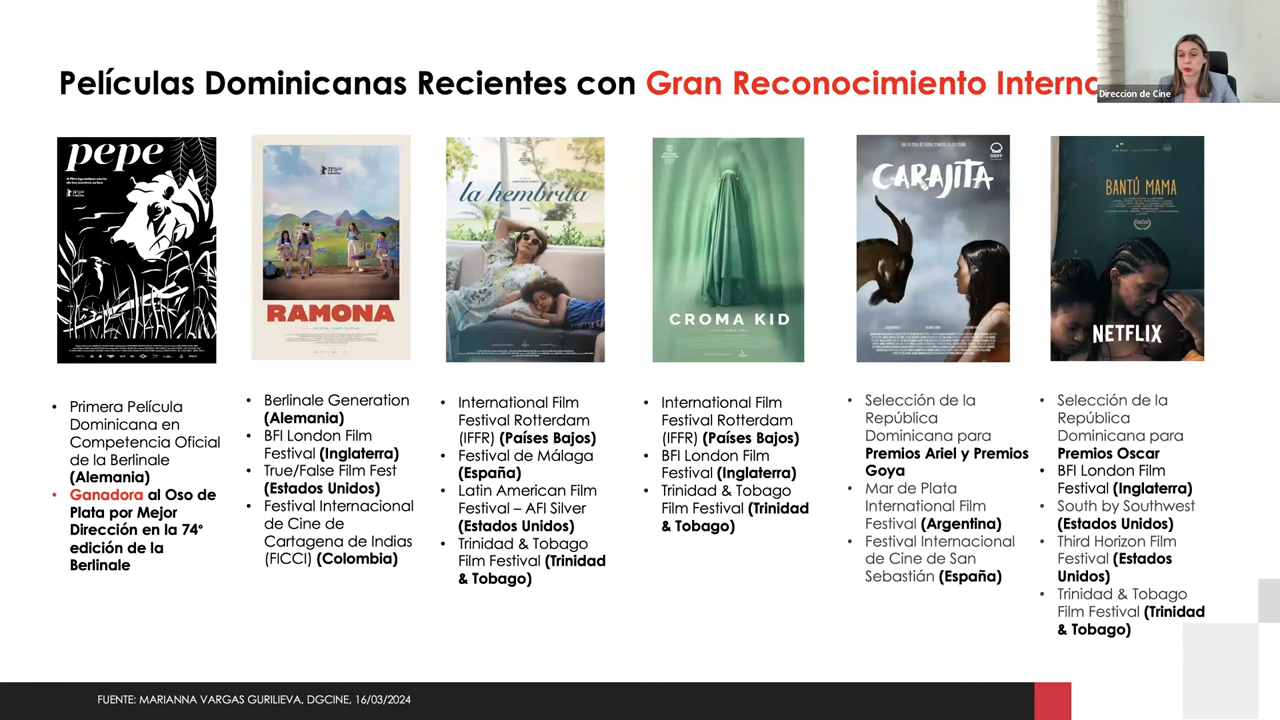 Películas Dominicanas Recientes con Gran Reconocimiento Interna
Direccion de Cine
pepe
RAMONA
la hembrita
CROMA KID
CARAJITA
BANTÚ MAMA
NETFLIX
• Primera Película
Dominicana en
Competencia Oficial
de la Berlinale
(Alemania)
• Ganadora al Oso de
Plata por Mejor
Dirección en la 74ª
edición de la
Berlinale
• Berlinale Generation
(Alemania)
• BFI London Film
Festival (Inglaterra)
• True/False Film Fest
(Estados Unidos)
• Festival Internacional
de Cine de
Cartagena de Indias
(FICCI) (Colombia)
• International Film
Festival Rotterdam
(IFFR) (Países Bajos)
• Festival de Málaga
(España)
• Latin American Film
Festival – AFI Silver
(Estados Unidos)
• Trinidad & Tobago
Film Festival (Trinidad
& Tobago)
• International Film
Festival Rotterdam
(IFFR) (Países Bajos)
• BFI London Film
Festival (Inglaterra)
• Trinidad & Tobago
Film Festival (Trinidad
& Tobago)
• Selección de la
República
Dominicana para
Premios Ariel y Premios
Goya
• Mar de Plata
International Film
Festival (Argentina)
• Festival Internacional
de Cine de San
Sebastián (España)
• Selección de la
República
Dominicana para
Premios Oscar
• BFI London Film
Festival (Inglaterra)
• South by Southwest
(Estados Unidos)
• Third Horizon Film
Festival (Estados
Unidos)
• Trinidad & Tobago
Film Festival (Trinidad
& Tobago)
FUENTE: MARIANNA VARGAS GURILIEVA, DGCINE, 16/03/2024